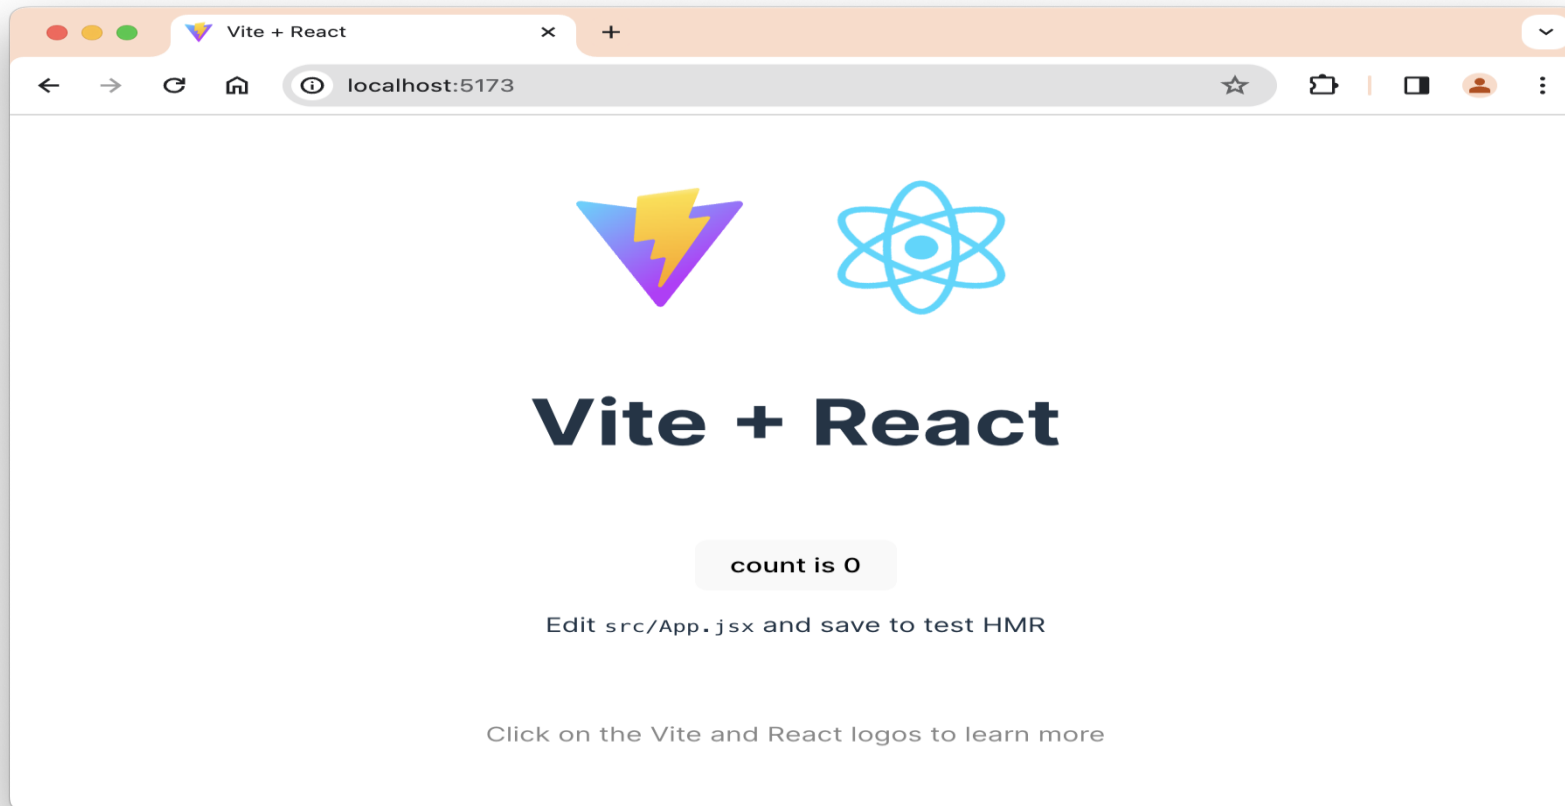 Vite + React
localhost:5173
Vite + React
count is 0
Edit src/App.jsx and save to test HMR
Click on the Vite and React logos to learn more